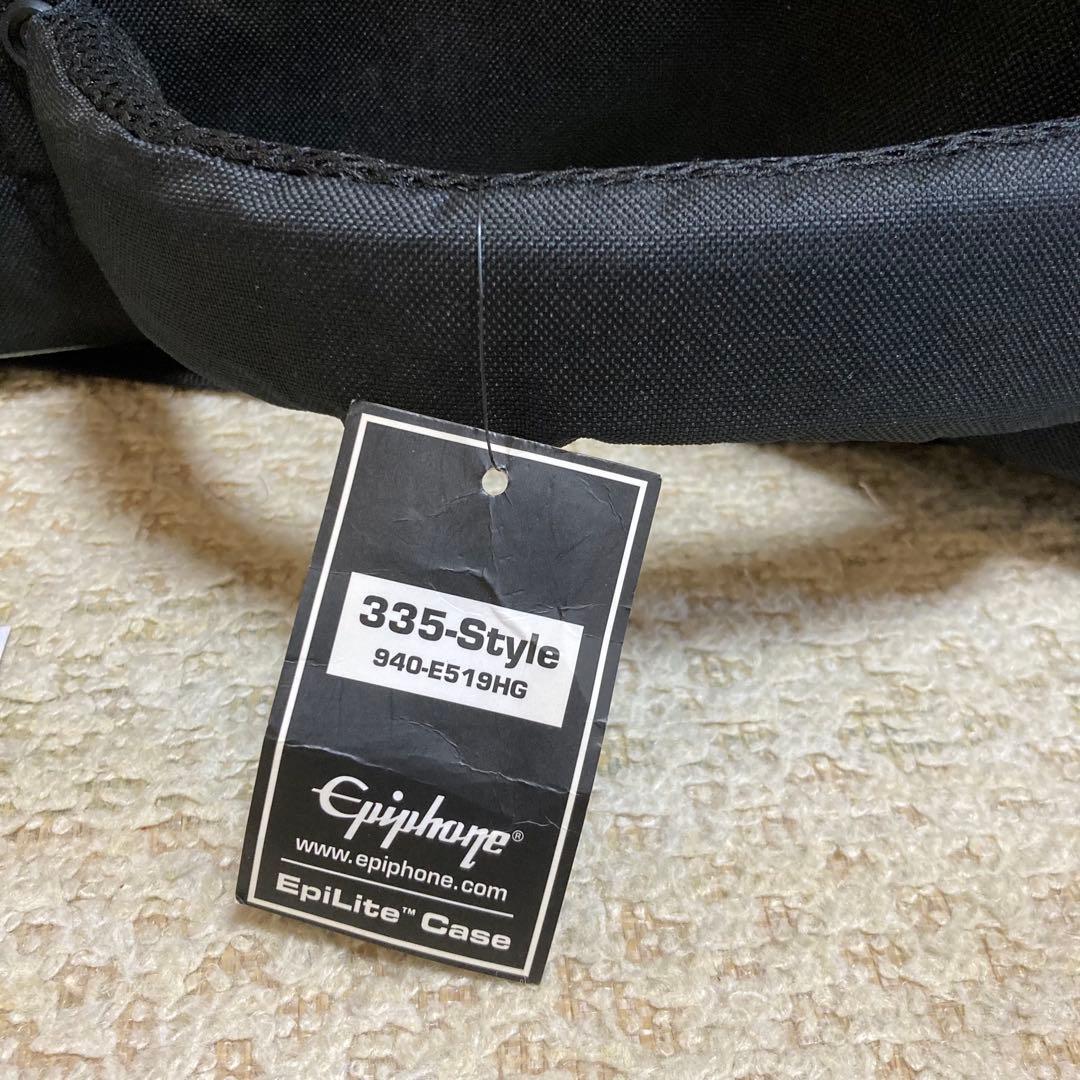 335-Style
940-E519HG
Epiphone®
www.epiphone.com
EpiLite™ Case